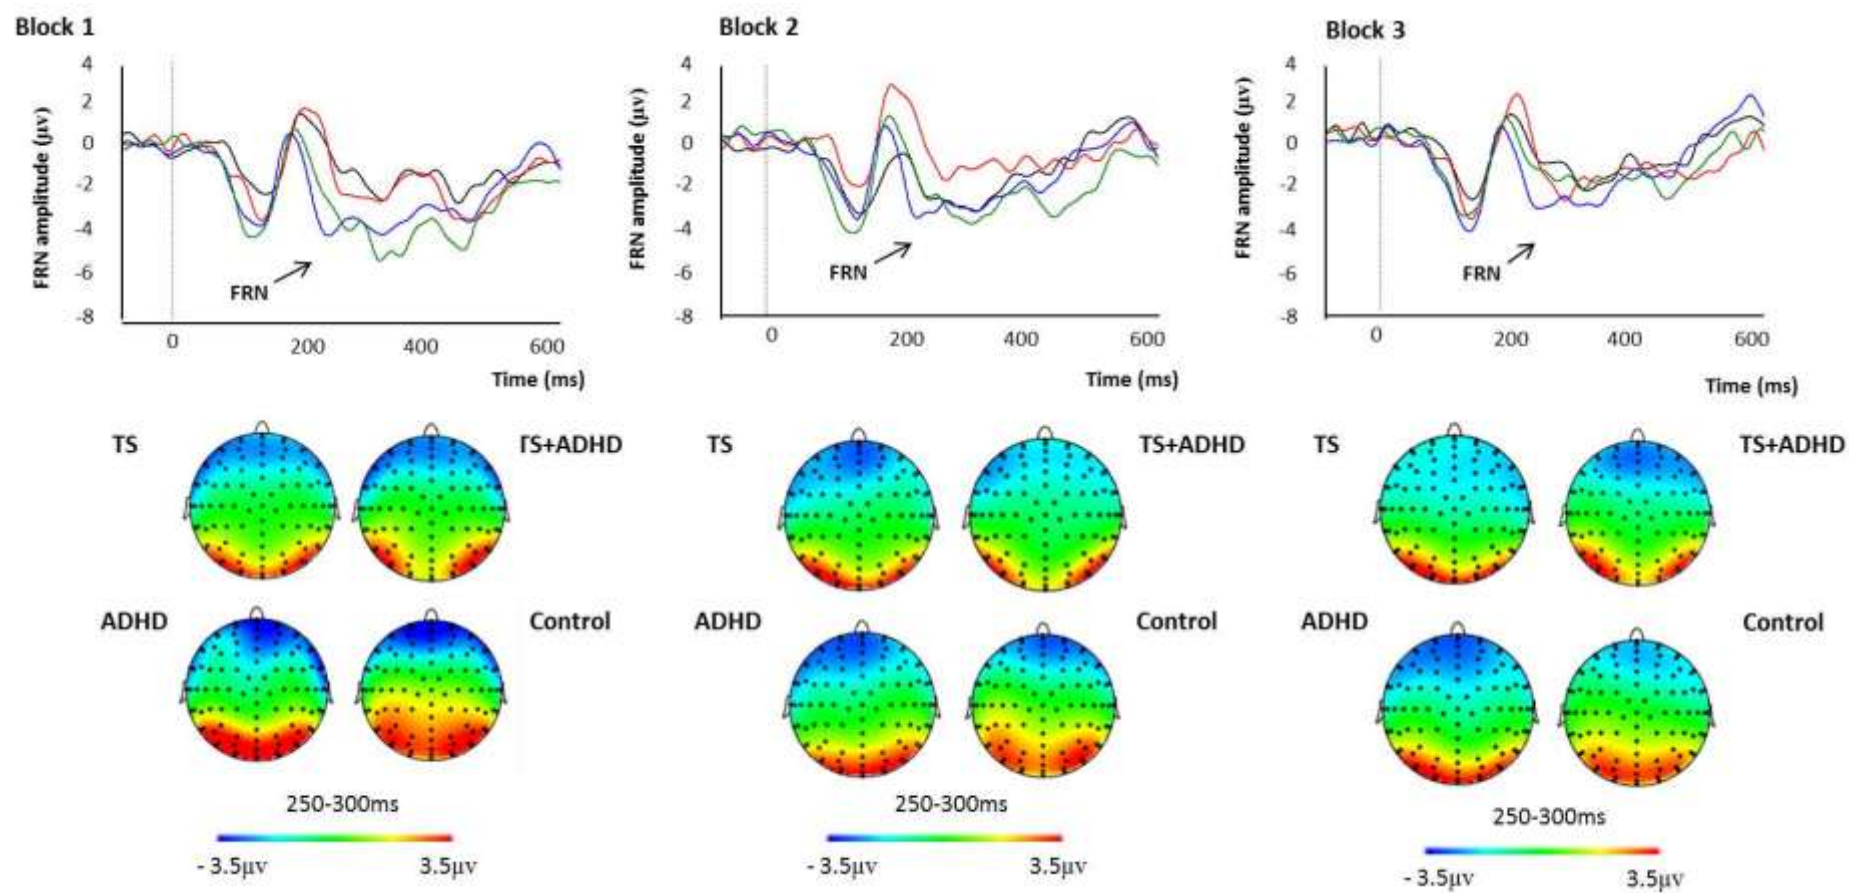 Block 1
4
2
0
-2
-4
-6
-8
FRN amplitude (μv)
FRN
0
200
400
600
Time (ms)
Block 2
4
2
0
-2
-4
-6
-8
FRN amplitude (μv)
FRN
0
200
400
600
Time (ms)
Block 3
4
2
0
-2
-4
-6
-8
FRN amplitude (μv)
FRN
0
200
400
600
Time (ms)
TS
TS+ADHD
ADHD
Control
250-300ms
- 3.5μv
3.5μv
TS
TS+ADHD
ADHD
Control
250-300ms
- 3.5μv
3.5μv
TS
TS+ADHD
ADHD
Control
250-300ms
- 3.5μv
3.5μv